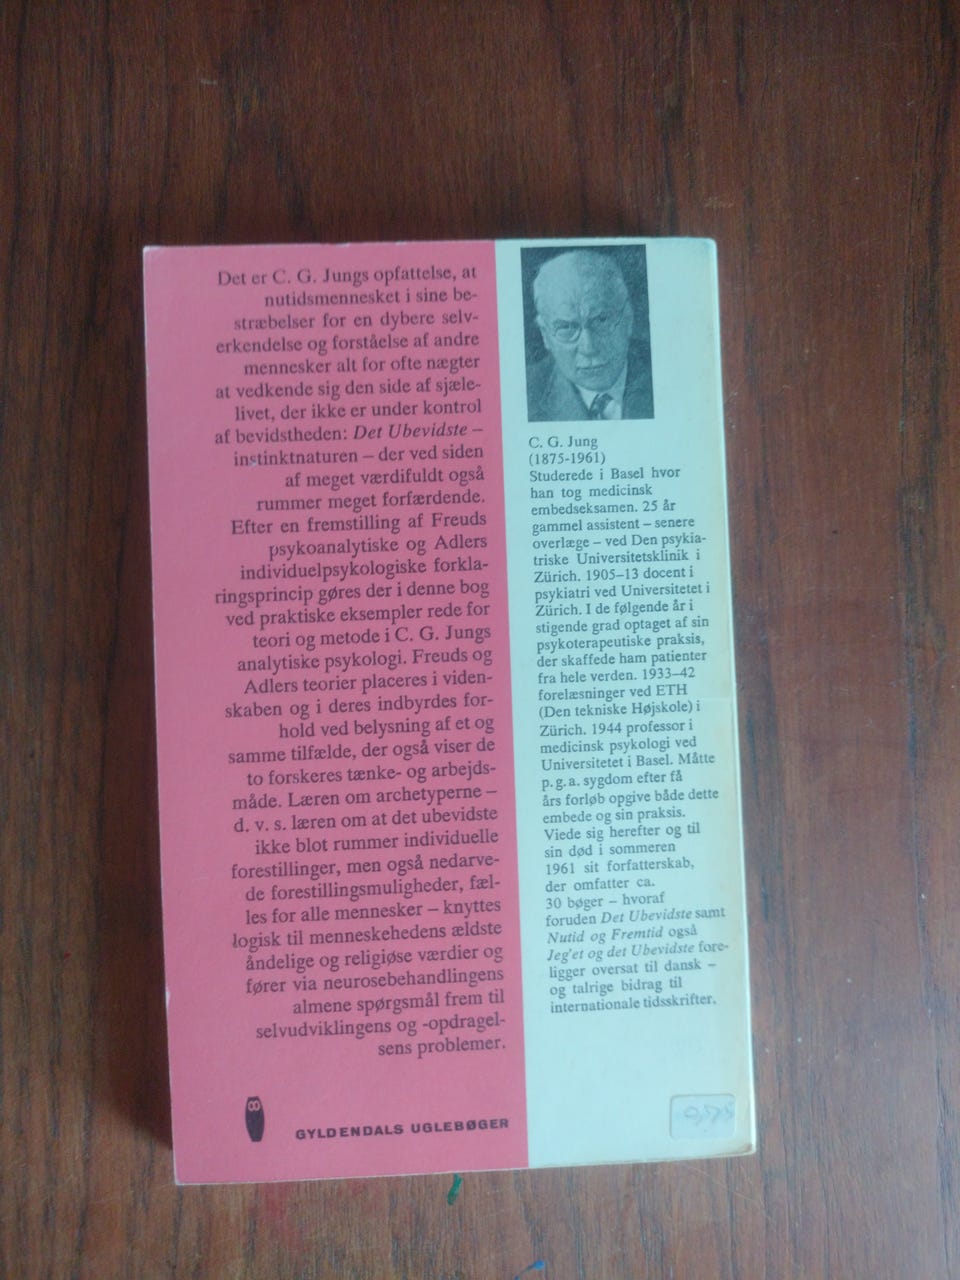 Det er C. G. Jungs opfattelse, at
nutidsmennesket i sine be-
stræbelser for en dybere selv-
erkendelse og forståelse af andre
mennesker alt for ofte nægter
at vedkende sig den side af sjæle-
livet, der ikke er under kontrol
af bevidstheden: Det Ubevidste –
instinktnaturen – der ved siden
af meget værdifuldt også
rummer meget forfærdende.
Efter en fremstilling af Freuds
psykoanalytiske og Adlers
individuelpsykologiske forkla-
ringsprincip gøres der i denne bog
ved praktiske eksempler rede for
teori og metode i C. G. Jungs
analytiske psykologi. Freuds og
Adlers teorier placeres i viden-
skaben og i deres indbyrdes for-
hold ved belysning af et og
samme tilfælde, der også viser de
to forskeres tænke- og arbejds-
måde. Læren om archetyperne –
d. v. s. læren om at det ubevidste
ikke blot rummer individuelle
forestillinger, men også nedarve-
de forestillingsmuligheder, fæl-
les for alle mennesker – knyttes
logisk til menneskehedens ældste
åndelige og religiøse værdier og
fører via neurosebehandlingens
almene spørgsmål frem til
selvudviklingens og -opdragel-
sens problemer.
GYLDENDALS UGLEBØGER
C. G. Jung
(1875-1961)
Studerede i Basel hvor
han tog medicinsk
embedseksamen. 25 år
gammel assistent – senere
overlæge – ved Den psykia-
triske Universitetsklinik i
Zürich. 1905–13 docent i
psykiatri ved Universitetet i
Zürich. I de følgende år i
stigende grad optaget af sin
psykoterapeutiske praksis,
der skaffede ham patienter
fra hele verden. 1933–42
forelæsninger ved ETH
(Den tekniske Højskole) i
Zürich. 1944 professor i
medicinsk psykologi ved
Universitetet i Basel. Måtte
p.g.a. sygdom efter få
års forløb opgive både dette
embede og sin praksis.
Viede sig herefter og til
sin død i sommeren
1961 sit forfatterskab,
der omfatter ca.
30 bøger – hvoraf
foruden Det Ubevidste samt
Nutid og Fremtid også
Jeg'et og det Ubevidste fore-
ligger oversat til dansk –
og talrige bidrag til
internationale tidsskrifter.